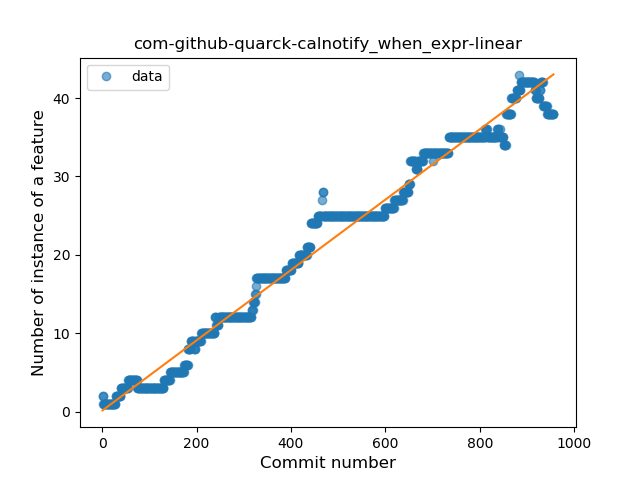 com-github-quarck-calnotify_when_expr-linear
data
Number of instance of a feature
40
30
20
10
0
0 200 400 600 800 1000
Commit number